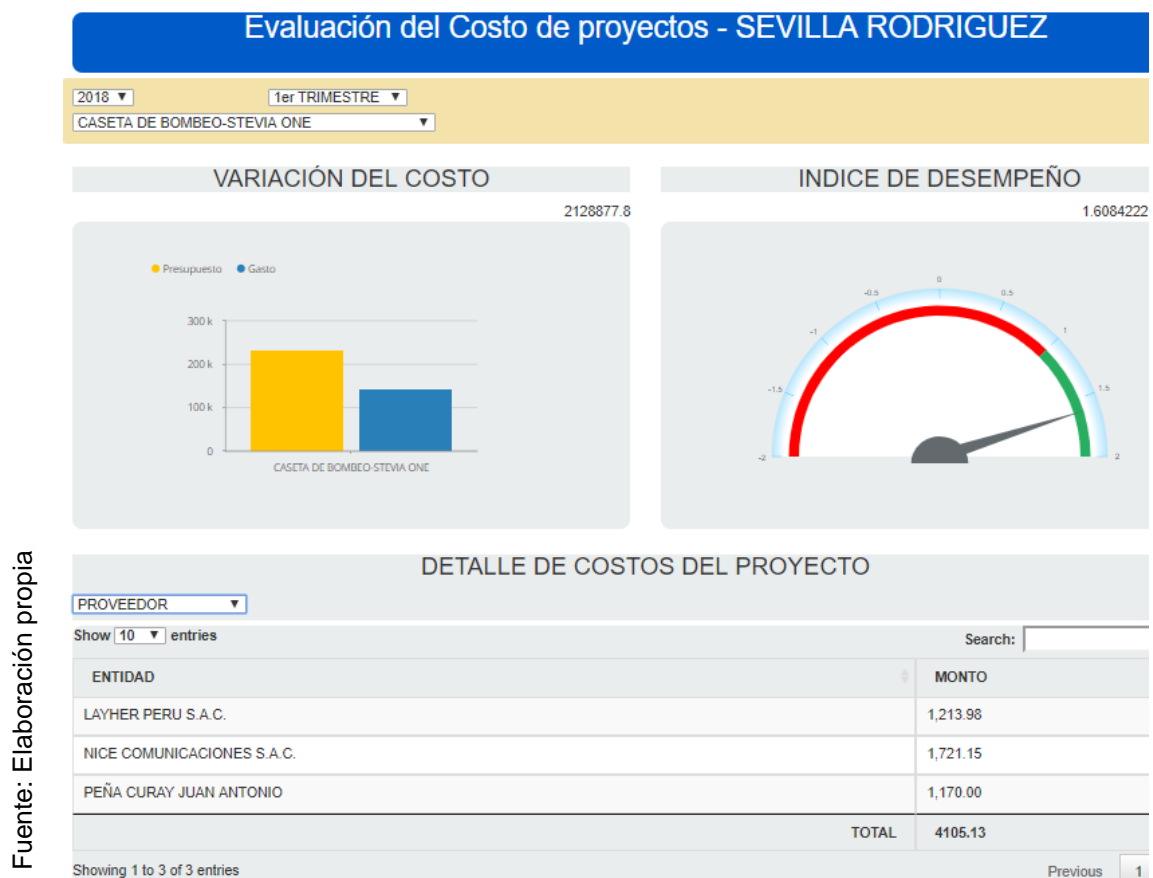 Evaluación del Costo de proyectos - SEVILLA RODRIGUEZ
2018 1er TRIMESTRE
CASETA DE BOMBEO-STEVIA ONE
VARIACIÓN DEL COSTO
2128877.8
Presupuesto Gasto
300 k
200 k
100 k
0
CASETA DE BOMBEO-STEVIA ONE
INDICE DE DESEMPEÑO
1.6084222
-2
-1.5
-1
-0.5
0
0.5
1
1.5
2
DETALLE DE COSTOS DEL PROYECTO
PROVEEDOR
Show 10 entries Search:
ENTIDAD MONTO
LAYHER PERU S.A.C. 1,213.98
NICE COMUNICACIONES S.A.C. 1,721.15
PEÑA CURAY JUAN ANTONIO 1,170.00
TOTAL 4105.13
Showing 1 to 3 of 3 entries Previous 1
Fuente: Elaboración propia